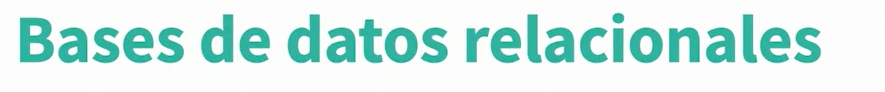 Bases de datos relacionales